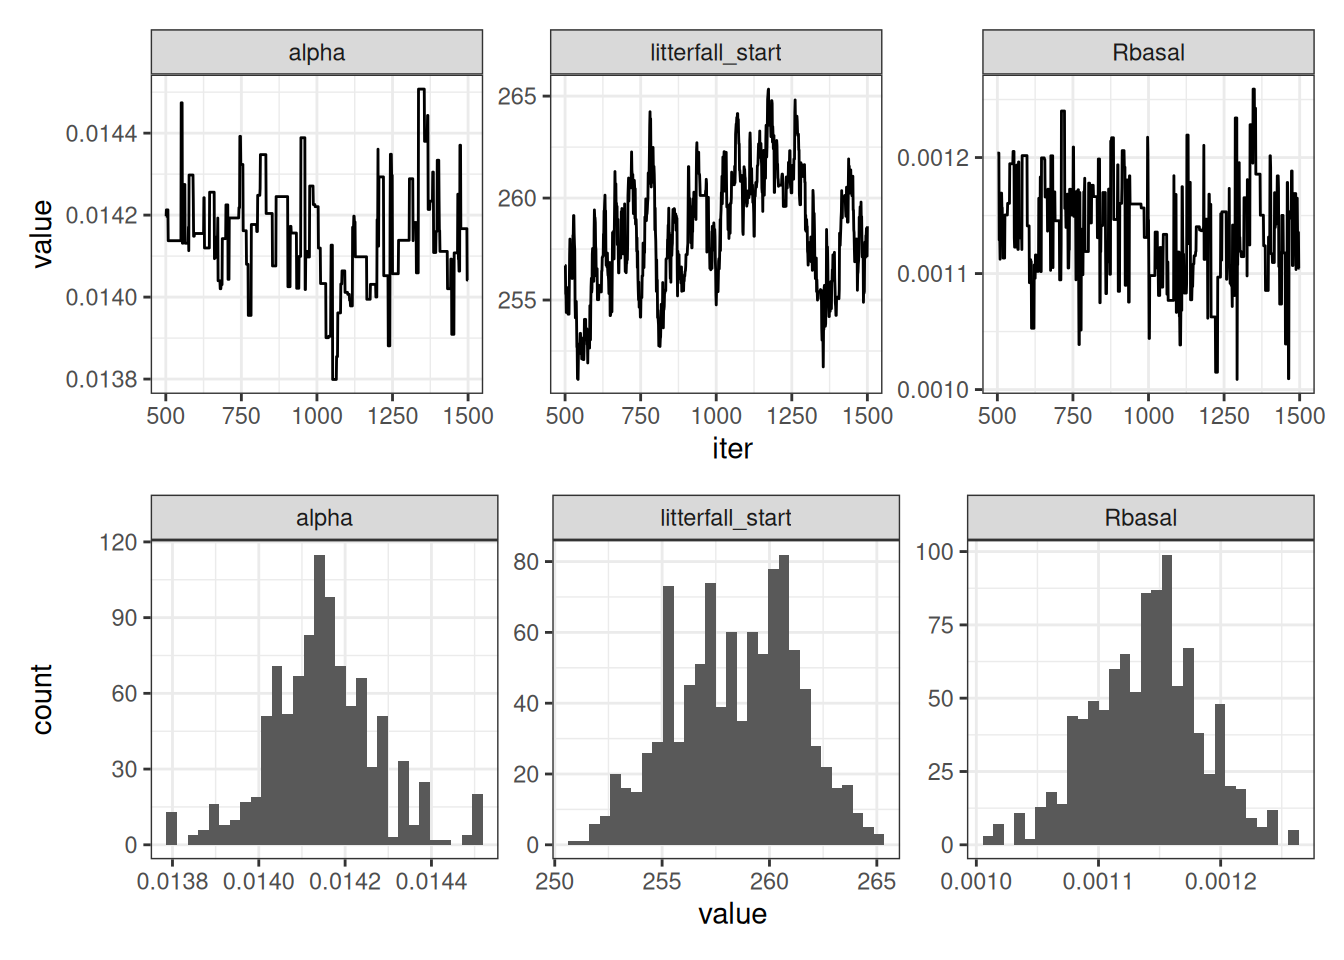 alpha litterfall_start Rbasal
value
0.0144
0.0142
0.0140
0.0138
500 750 1000 1250 1500
265
260
255
500 750 1000 1250 1500
0.0012
0.0011
0.0010
500 750 1000 1250 1500
iter
alpha litterfall_start Rbasal
count
120
90
60
30
0
0.0138 0.0140 0.0142 0.0144
80
60
40
20
0
250 255 260 265
100
75
50
25
0
0.0010 0.0011 0.0012
value